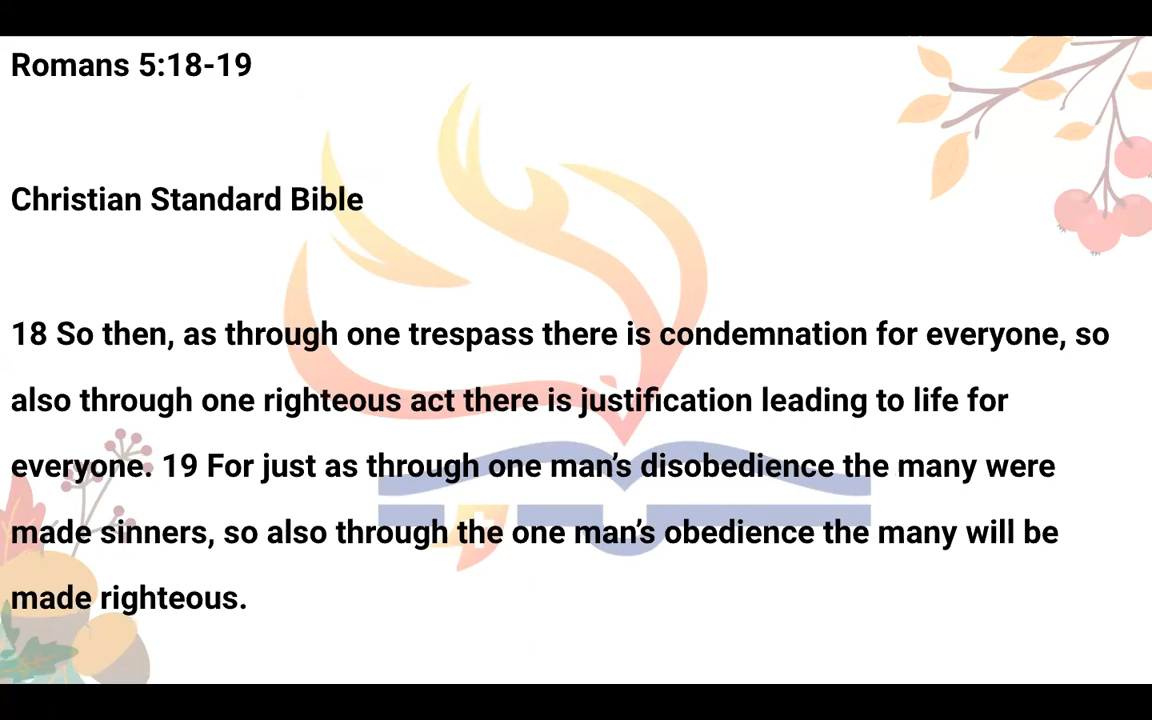 Romans 5:18-19
Christian Standard Bible
18 So then, as through one trespass there is condemnation for everyone, so
also through one righteous act there is justification leading to life for
everyone. 19 For just as through one man’s disobedience the many were
made sinners, so also through the one man’s obedience the many will be
made righteous.